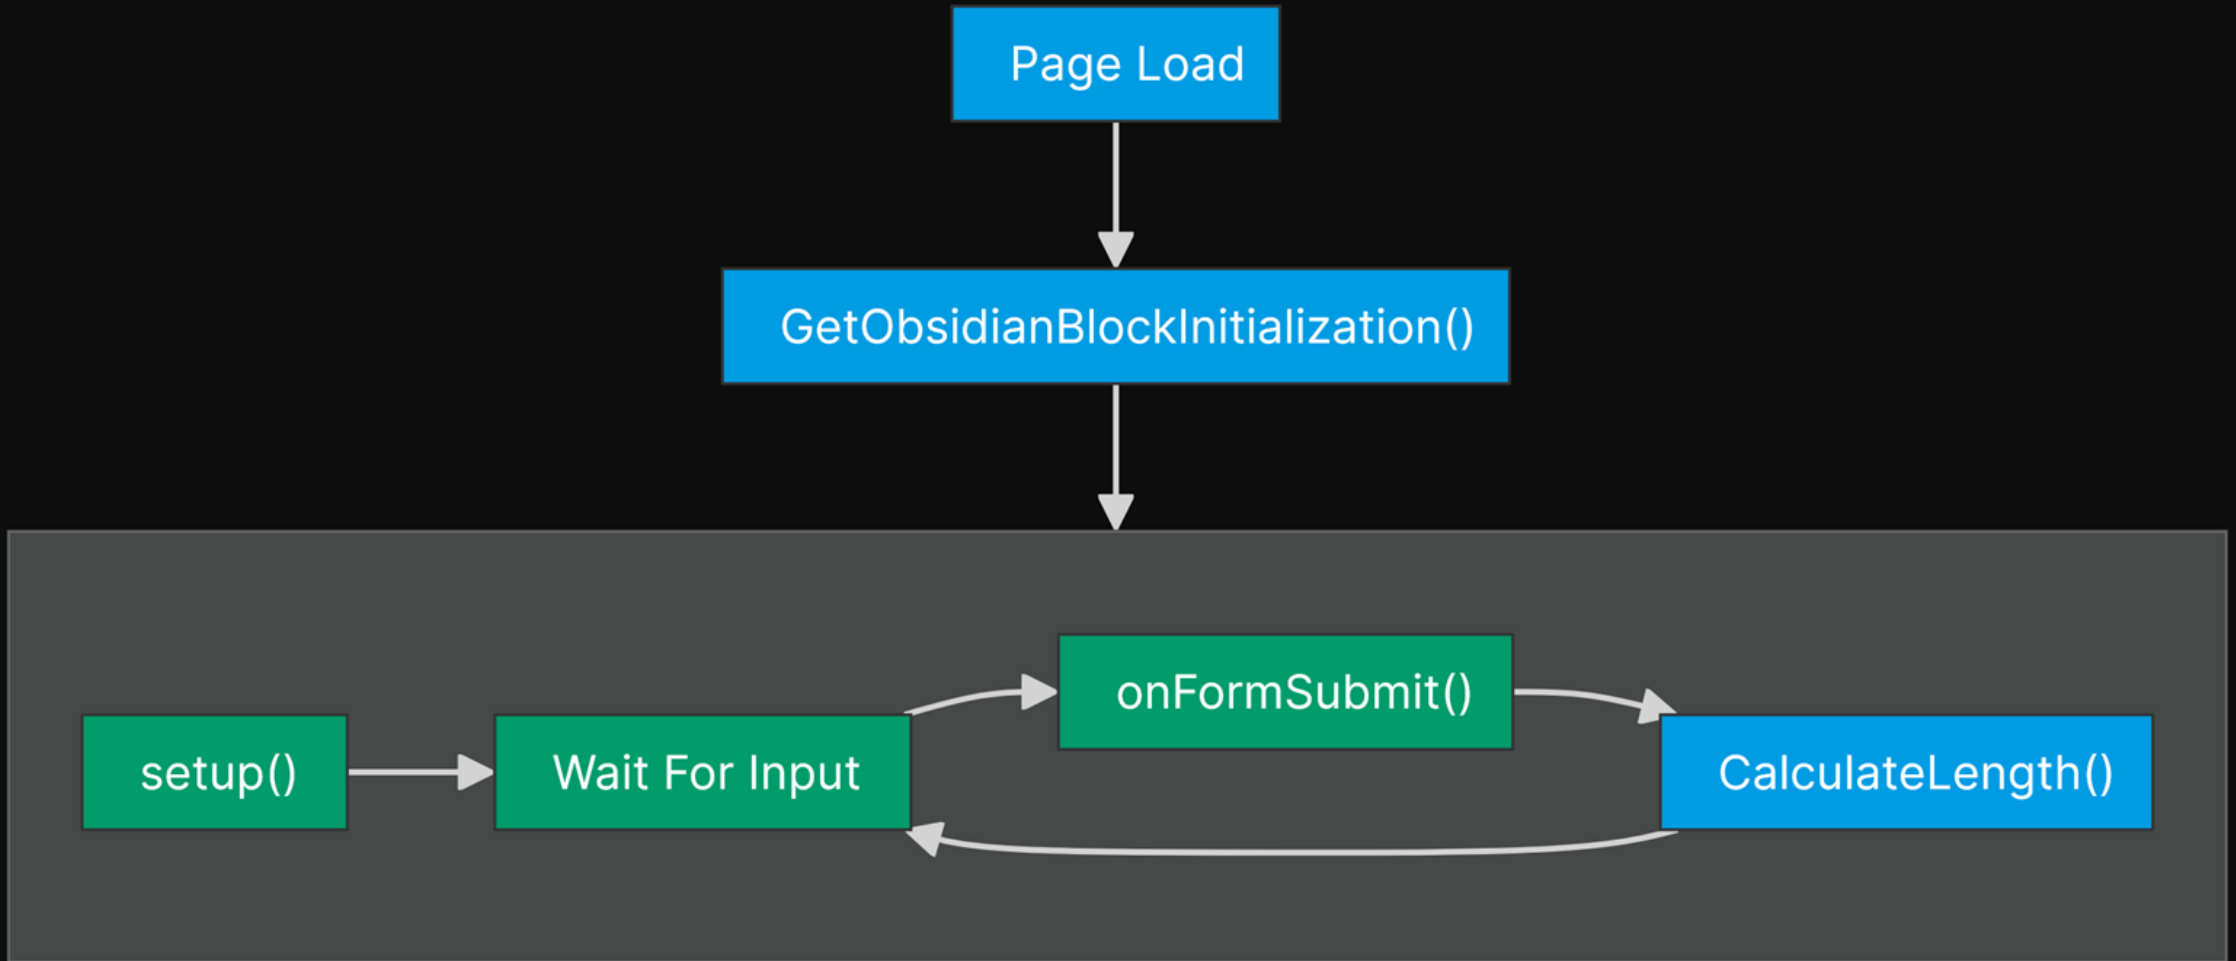 Page Load
GetObsidianBlockInitialization()
setup()
Wait For Input
onFormSubmit()
CalculateLength()